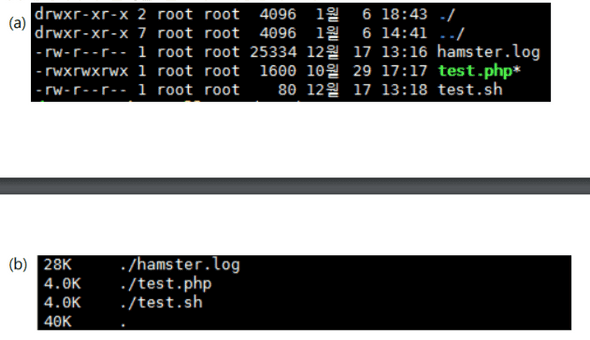 (a)
drwxr-xr-x 2 root root 4096 1월 6 18:43 ./
drwxr-xr-x 7 root root 4096 1월 6 14:41 ../
-rw-r--r-- 1 root root 25334 12월 17 13:16 hamster.log
-rwxrwxrwx 1 root root 1600 10월 29 17:17 test.php*
-rw-r--r-- 1 root root 80 12월 17 13:18 test.sh
(b)
28K ./hamster.log
4.0K ./test.php
4.0K ./test.sh
40K .